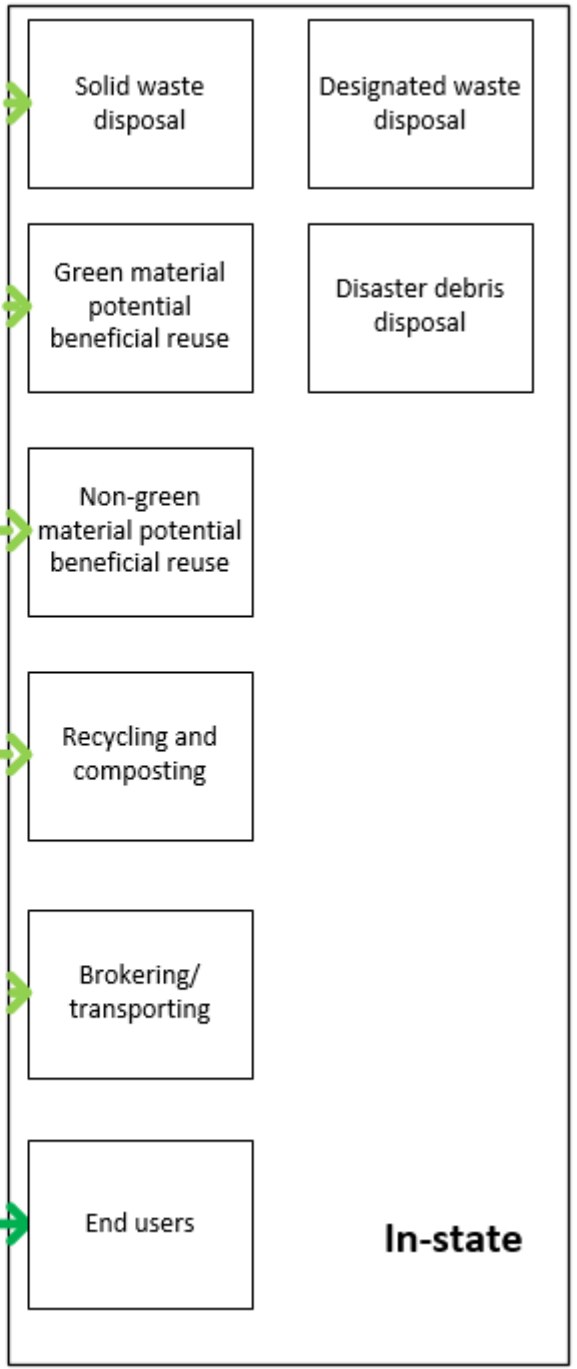 Solid waste
disposal
Designated waste
disposal
Green material
potential
beneficial reuse
Disaster debris
disposal
Non-green
material potential
beneficial reuse
Recycling and
composting
Brokering/
transporting
End users
In-state